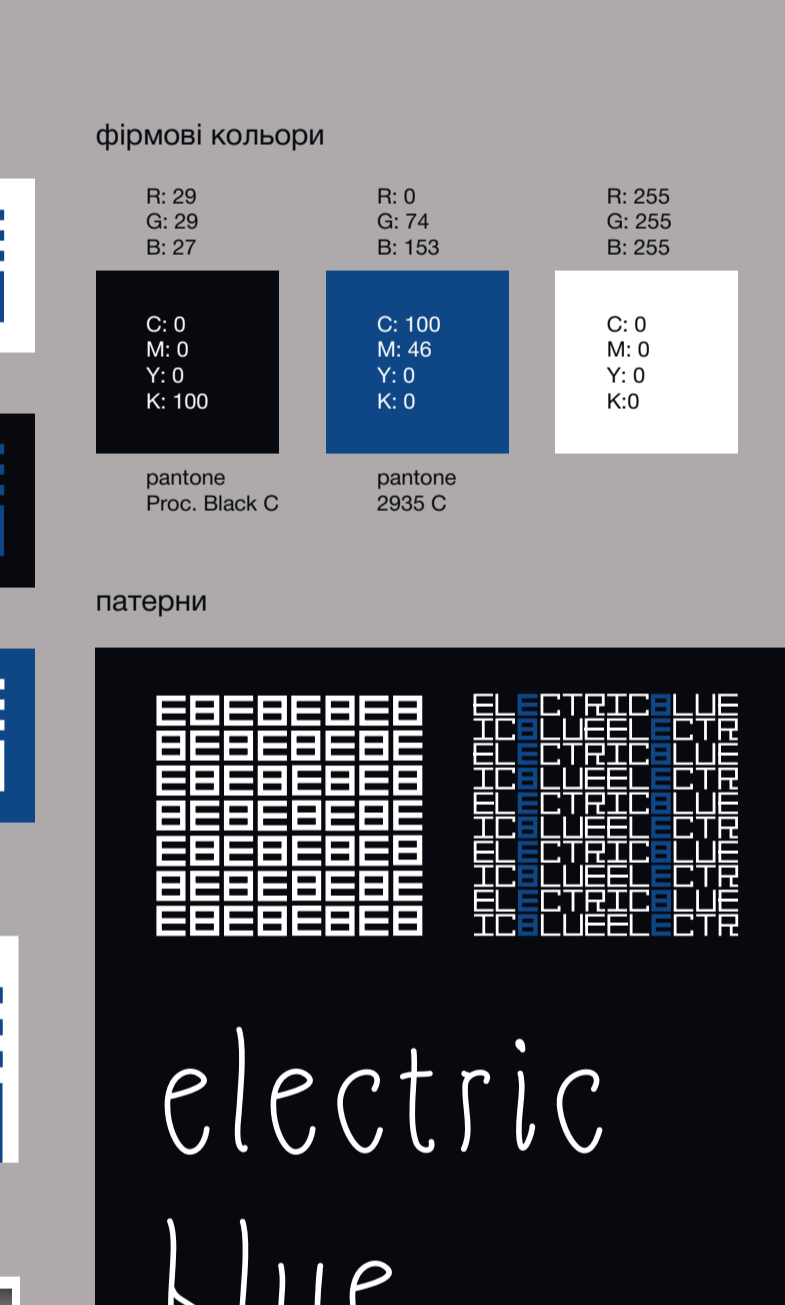 фірмові кольори
R: 29
G: 29
B: 27
R: 0
G: 74
B: 153
R: 255
G: 255
B: 255
C: 0
M: 0
Y: 0
K: 100
C: 100
M: 46
Y: 0
K: 0
C: 0
M: 0
Y: 0
K:0
pantone
Proc. Black C
pantone
2935 C
патерни
EBEBEBEB
BEBEBEBE
EBEBEBEB
BEBEBEBE
EBEBEBEB
BEBEBEBE
EBEBEBEB
ELECTRICBLUE
ICBLUEELECTR
ELECTRICBLUE
ICBLUEELECTR
ELECTRICBLUE
ICBLUEELECTR
ELECTRICBLUE
ICBLUEELECTR
ELECTRICBLUE
ICBLUEELECTR
electric
blue